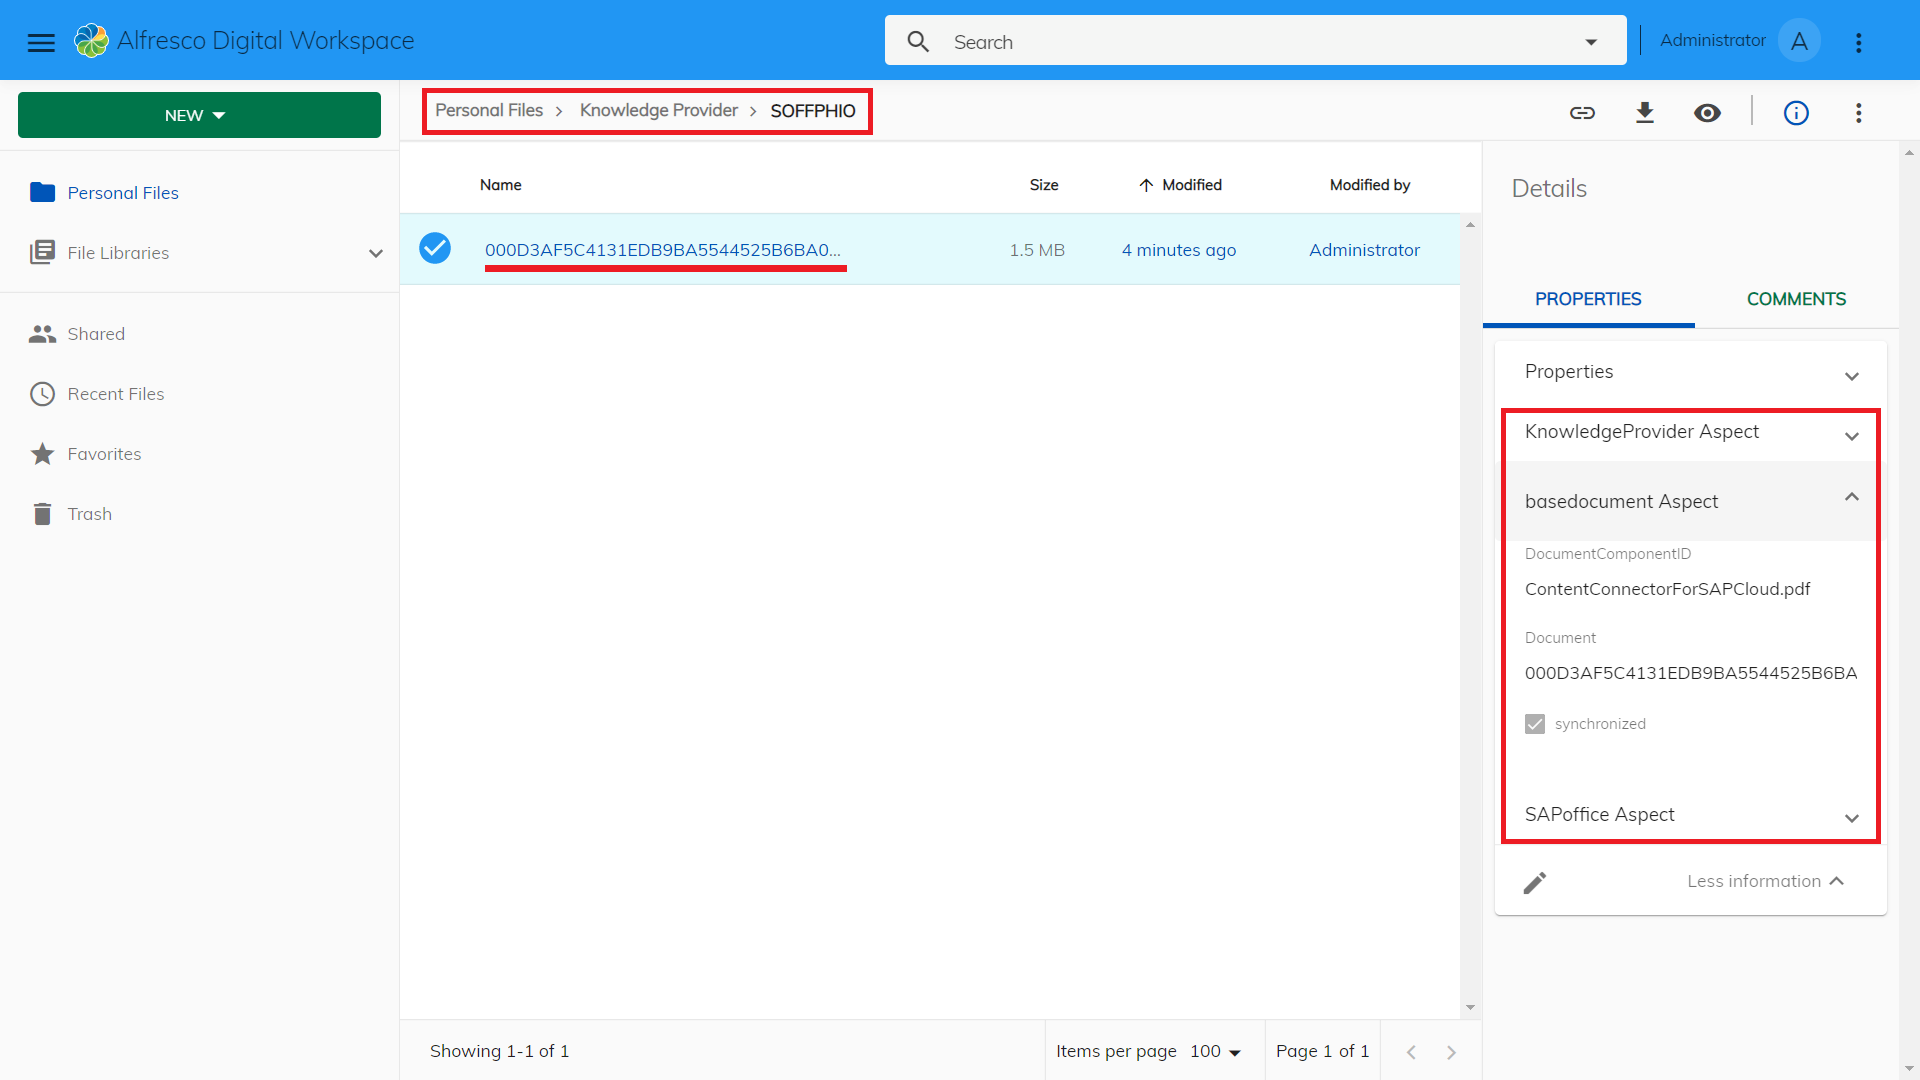 Alfresco Digital Workspace
Search
Administrator A
NEW
Personal Files
File Libraries
Shared
Recent Files
Favorites
Trash
Personal Files > Knowledge Provider > SOFFPHIO
Name Size Modified Modified by
000D3AF5C4131EDB9BA5544525B6BA0... 1.5 MB 4 minutes ago Administrator
Showing 1-1 of 1 Items per page 100 Page 1 of 1
Details
PROPERTIES COMMENTS
Properties
KnowledgeProvider Aspect
basedocument Aspect
DocumentComponentID
ContentConnectorForSAPCloud.pdf
Document
000D3AF5C4131EDB9BA5544525B6BA
synchronized
SAPoffice Aspect
Less information